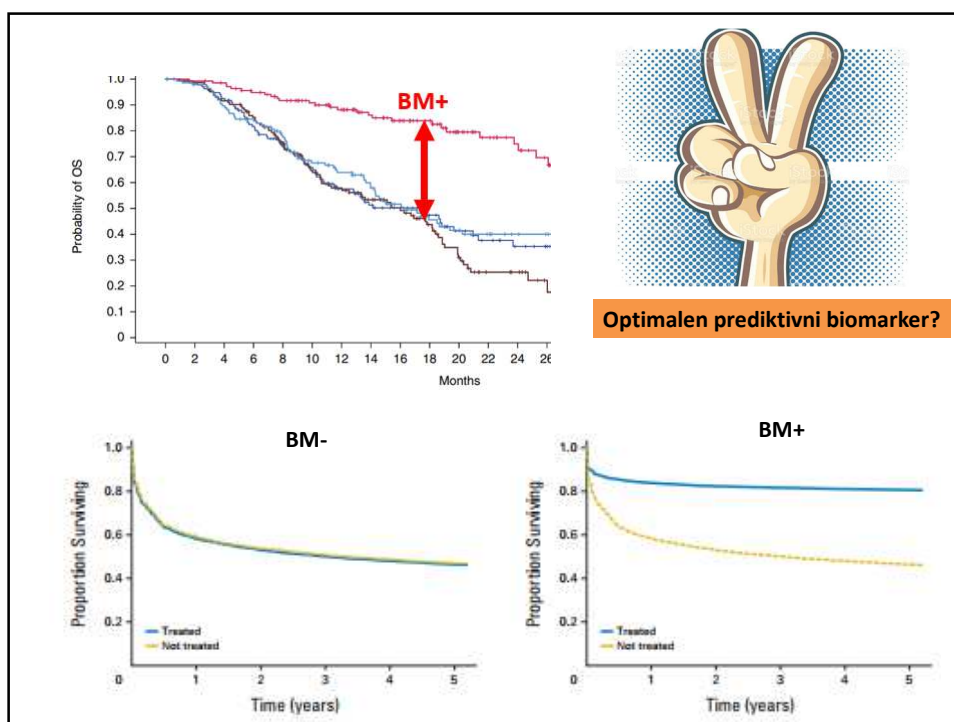 1.0
0.9
0.8
0.7
0.6
0.5
0.4
0.3
0.2
0.1
0
Probability of OS
BM+
0 2 4 6 8 10 12 14 16 18 20 22 24 26
Months
iStock
Optimalen prediktivni biomarker?
BM-
1.0
0.8
0.6
0.4
0.2
0
Proportion Surviving
Treated
Not treated
1 2 3 4 5
Time (years)
BM+
1.0
0.8
0.6
0.4
0.2
0
Proportion Surviving
Treated
Not treated
1 2 3 4 5
Time (years)